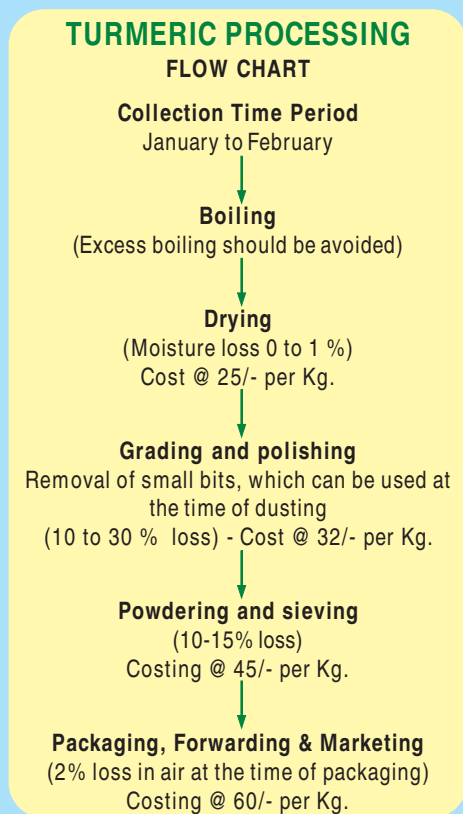 TURMERIC PROCESSING
FLOW CHART
Collection Time Period
January to February
Boiling
(Excess boiling should be avoided)
Drying
(Moisture loss 0 to 1 %)
Cost @ 25/- per Kg.
Grading and polishing
Removal of small bits, which can be used at
the time of dusting
(10 to 30 % loss) - Cost @ 32/- per Kg.
Powdering and sieving
(10-15% loss)
Costing @ 45/- per Kg.
Packaging, Forwarding & Marketing
(2% loss in air at the time of packaging)
Costing @ 60/- per Kg.